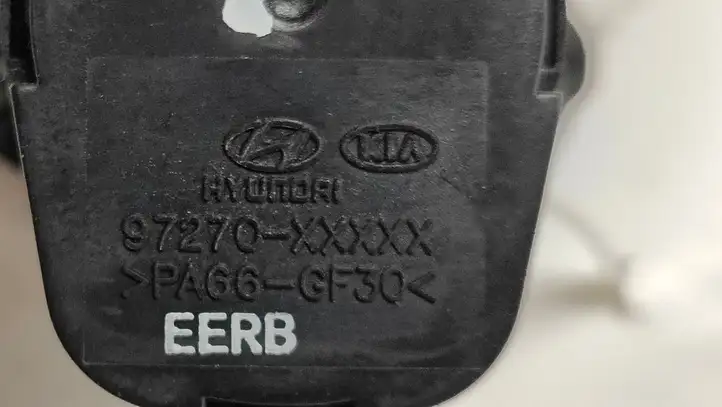 KIA
HYUNDAI
97270-XXXXX
>PA66-GF30<
EERB